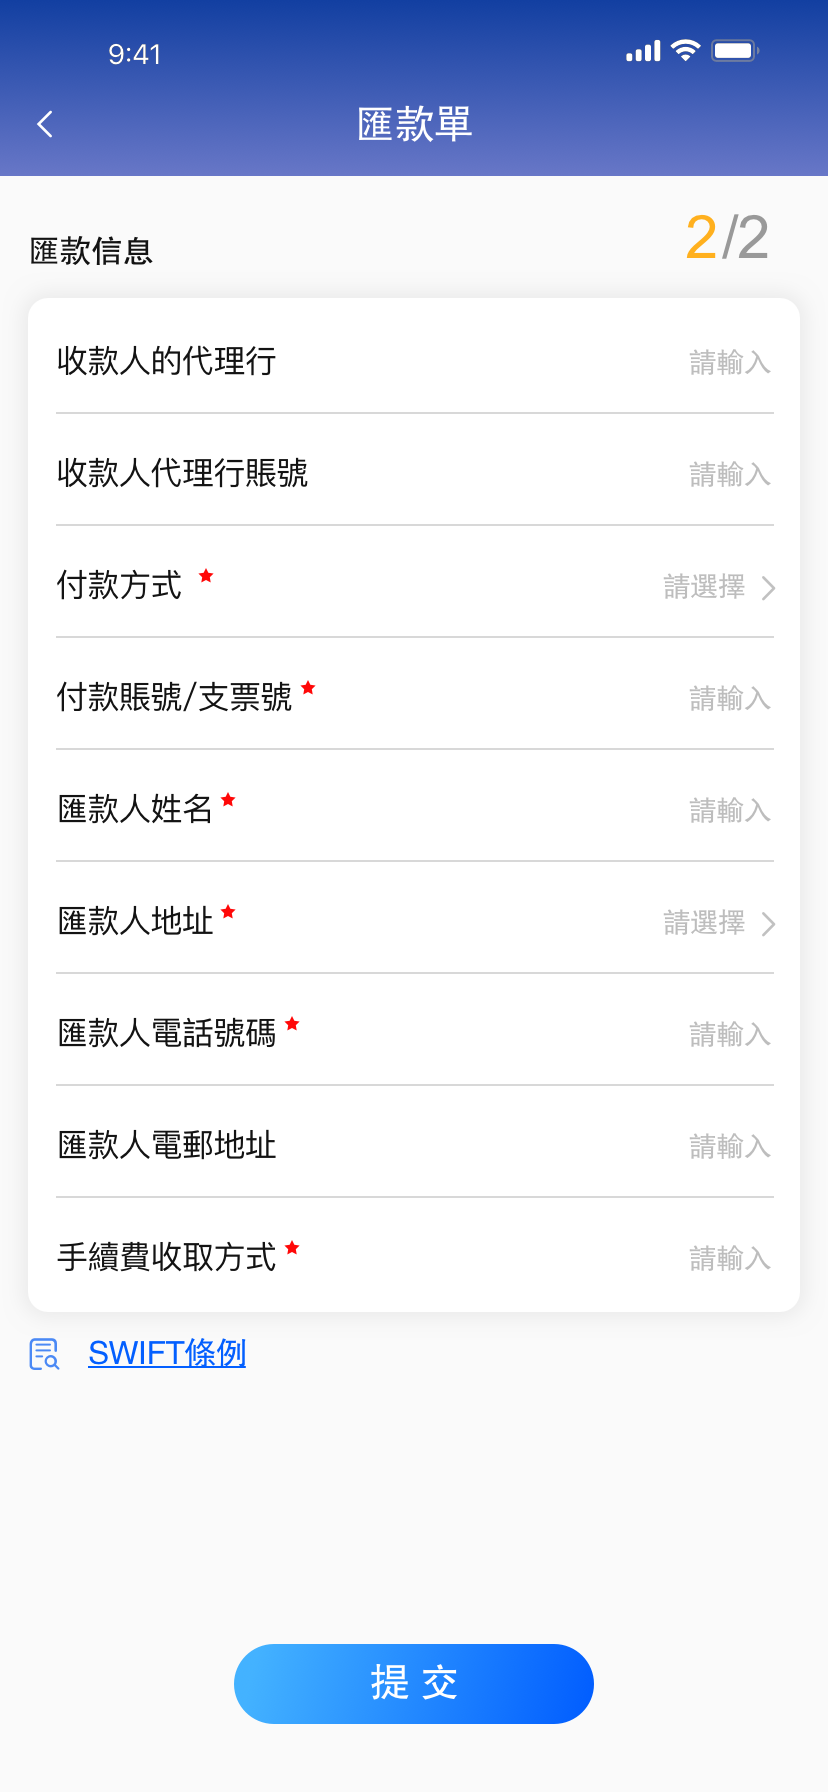 9:41
匯款單
匯款信息 2/2
收款人的代理行 請輸入
收款人代理行賬號 請輸入
付款方式 請選擇
付款賬號/支票號 請輸入
匯款人姓名 請輸入
匯款人地址 請選擇
匯款人電話號碼 請輸入
匯款人電郵地址 請輸入
手續費收取方式 請輸入
SWIFT條例
提交